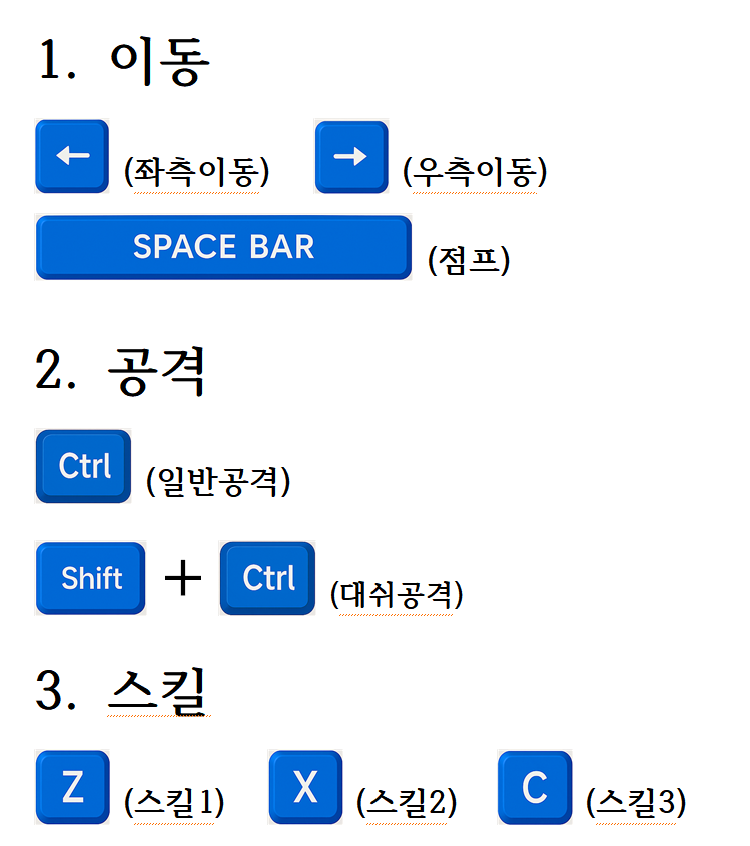 1. 이동
← (좌측이동) → (우측이동)
SPACE BAR (점프)
2. 공격
Ctrl (일반공격)
Shift + Ctrl (대쉬공격)
3. 스킬
Z (스킬1) X (스킬2) C (스킬3)